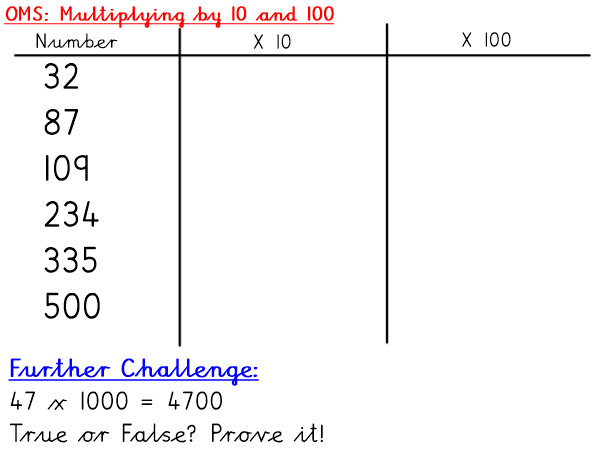 OMS: Multiplying by 10 and 100
Number X 10 X 100
32
87
109
234
335
500
Further Challenge:
47 x 1000 = 4700
True or False? Prove it!